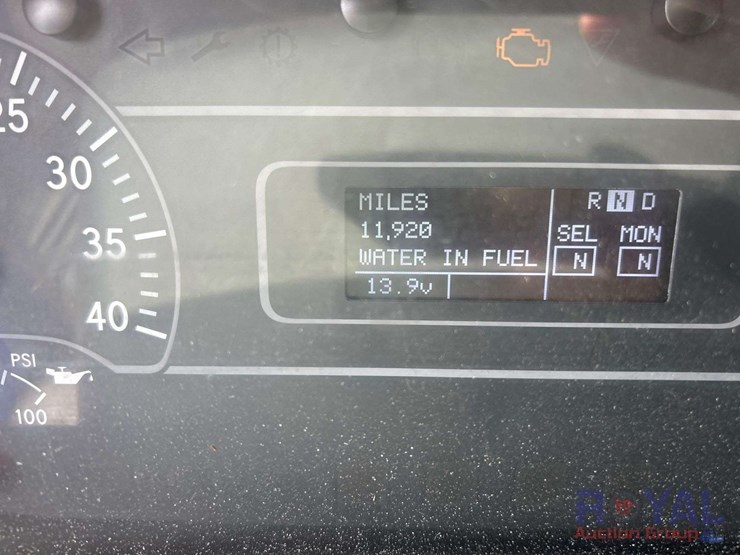 25
30
35
40
PSI
100
MILES
11,920
WATER IN FUEL
13.9v
R N D
SEL MON
N N
ROYAL
Auction Group